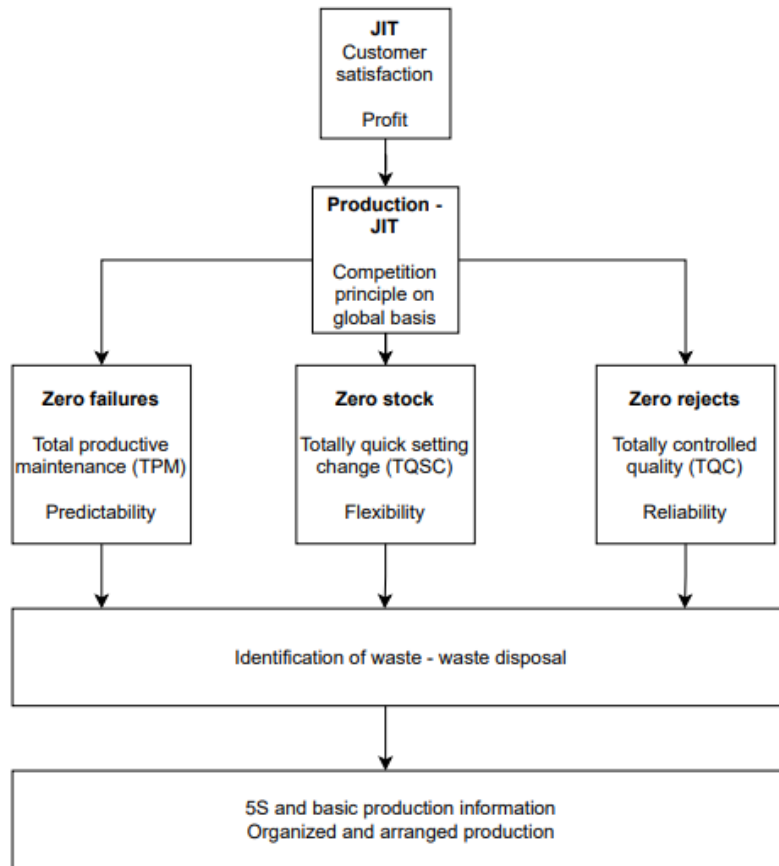 JIT
Customer
satisfaction
Profit
Production -
JIT
Competition
principle on
global basis
Zero failures
Total productive
maintenance (TPM)
Predictability
Zero stock
Totally quick setting
change (TQSC)
Flexibility
Zero rejects
Totally controlled
quality (TQC)
Reliability
Identification of waste - waste disposal
5S and basic production information
Organized and arranged production